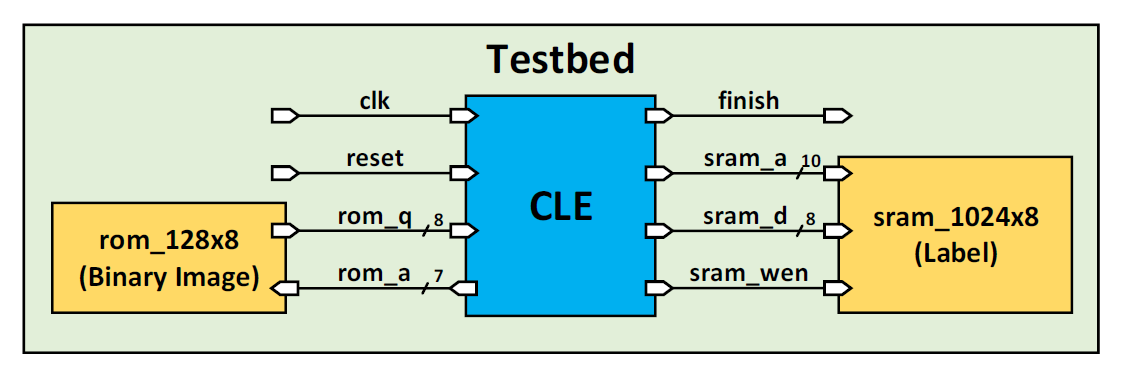 Testbed
clk
finish
reset
sram_a
10
rom_q
8
CLE
sram_d
8
rom_128x8
(Binary Image)
sram_1024x8
(Label)
rom_a
7
sram_wen